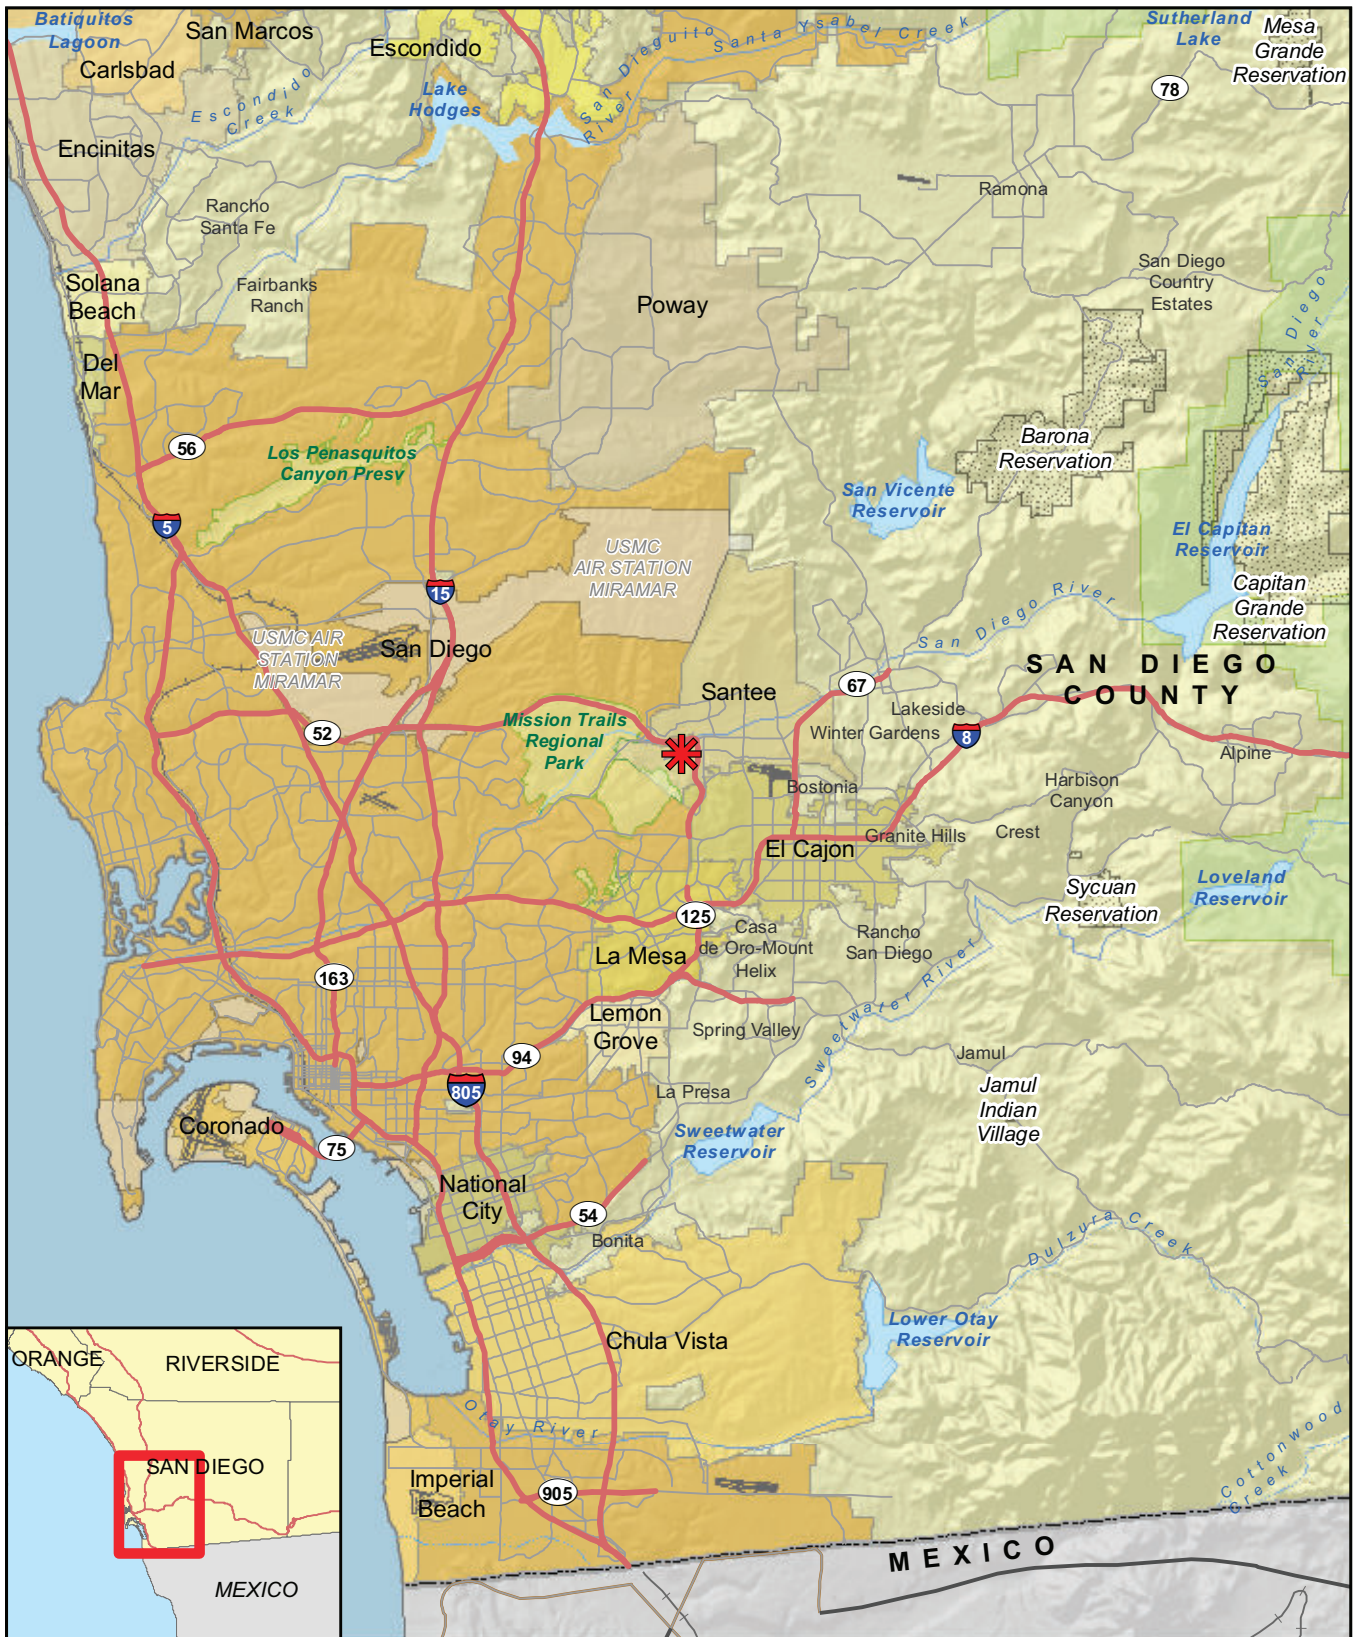 Batiquitos
Lagoon
San Marcos
Escondido
Carlsbad
San Dieguito
River
Santa Ysabel Creek
Sutherland
Lake
Mesa
Grande
Reservation
78
Lake
Hodges
Escondido
Creek
Encinitas
Ramona
Rancho
Santa Fe
San Diego
Country
Estates
Solana
Beach
Fairbanks
Ranch
Poway
San Diego
River
Del
Mar
56
Los Penasquitos
Canyon Presv
Barona
Reservation
San Vicente
Reservoir
5
El Capitan
Reservoir
USMC
AIR STATION
MIRAMAR
15
Capitan
Grande
Reservation
San Diego River
USMC AIR
STATION
MIRAMAR
San Diego
SAN DIEGO
COUNTY
Santee
67
Lakeside
Mission Trails
Regional
Park
52
Winter Gardens
8
Alpine
Bostonia
Harbison
Canyon
El Cajon
Granite Hills
Crest
Sycuan
Reservation
Loveland
Reservoir
125
Casa
de Oro-Mount
Helix
Rancho
San Diego
La Mesa
163
Sweetwater River
Lemon
Grove
Spring Valley
94
Jamul
805
La Presa
Jamul
Indian
Village
Coronado
75
Sweetwater
Reservoir
National
City
54
Bonita
Dulzura Creek
Lower Otay
Reservoir
Chula Vista
Otay River
Cottonwood
Creek
Imperial
Beach
905
MEXICO
ORANGE
RIVERSIDE
SAN DIEGO
MEXICO